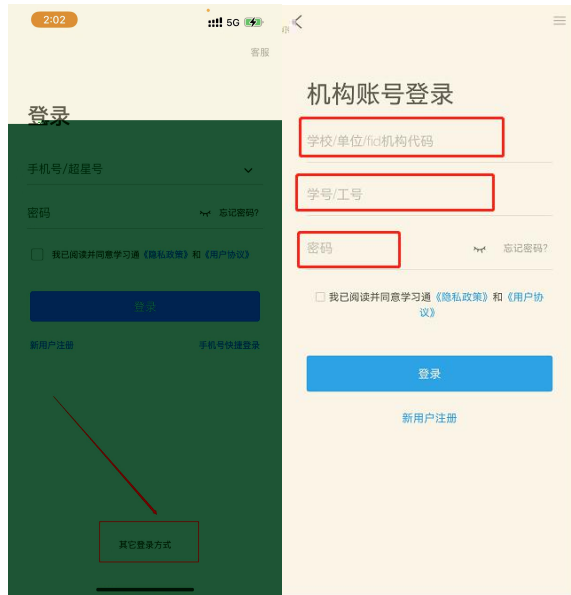 2:02
5G
客服
登录
手机号/超星号
密码
忘记密码?
我已阅读并同意学习通《隐私政策》和《用户协议》
登录
新用户注册
手机号快捷登录
其它登录方式
机构账号登录
学校/单位/fid机构代码
学号/工号
密码
忘记密码?
我已阅读并同意学习通《隐私政策》和《用户协
议》
登录
新用户注册